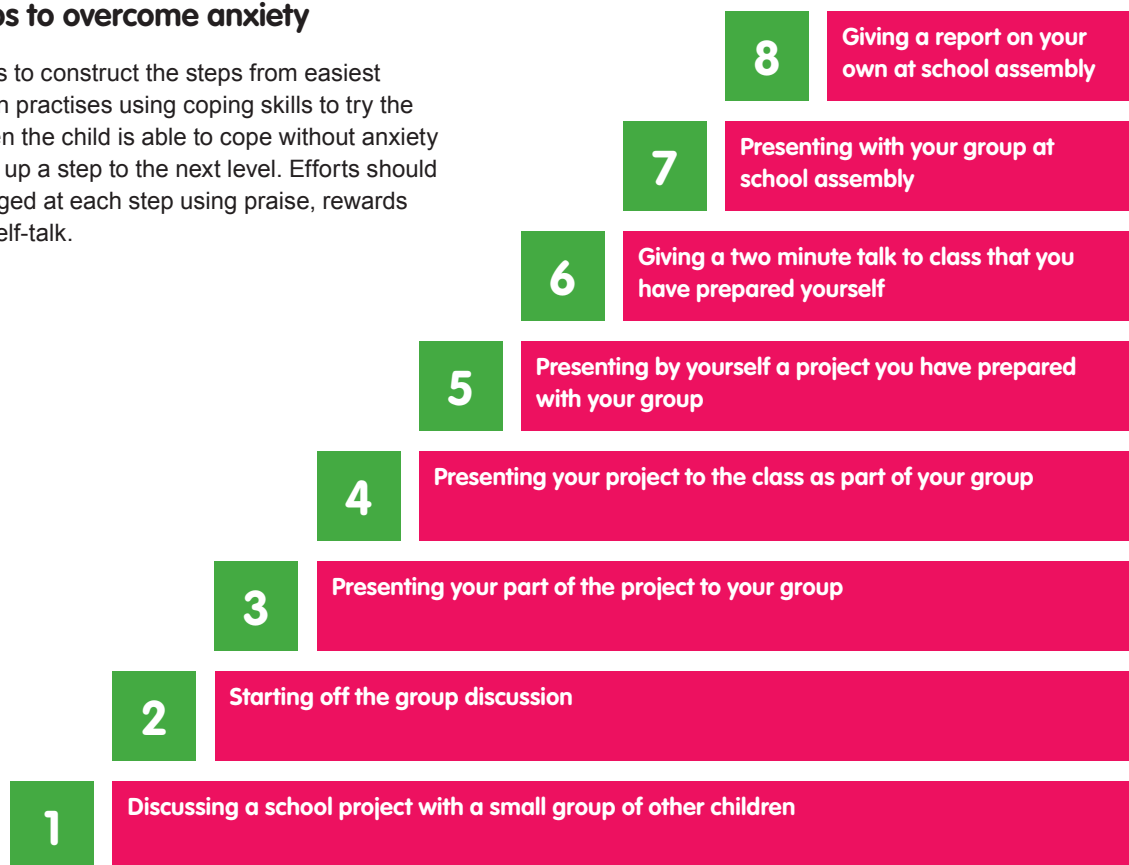 ps to overcome anxiety
s to construct the steps from easiest
n practises using coping skills to try the
en the child is able to cope without anxiety
up a step to the next level. Efforts should
ged at each step using praise, rewards
elf-talk.
8
Giving a report on your
own at school assembly
7
Presenting with your group at
school assembly
6
Giving a two minute talk to class that you
have prepared yourself
5
Presenting by yourself a project you have prepared
with your group
4
Presenting your project to the class as part of your group
3
Presenting your part of the project to your group
2
Starting off the group discussion
1
Discussing a school project with a small group of other children